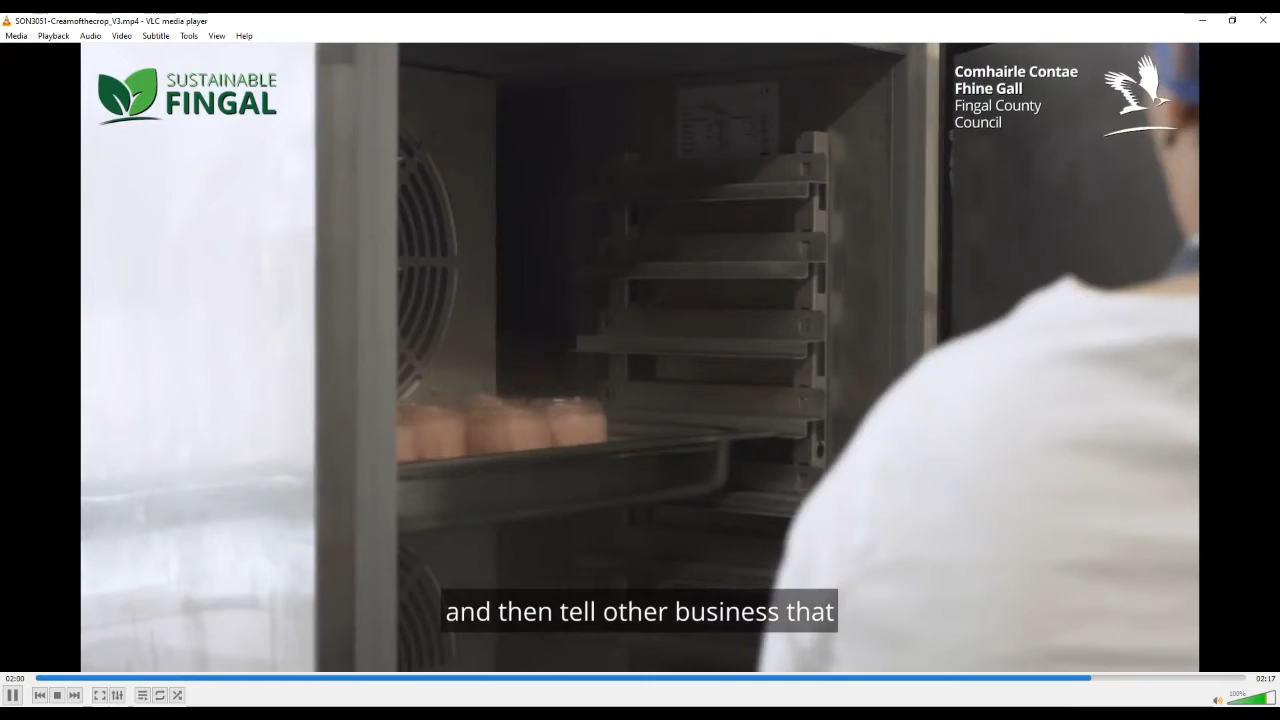 SON3051-Creamofthecrop_V3.mp4 - VLC media player
Media Playback Audio Video Subtitle Tools View Help
SUSTAINABLE
FINGAL
Comhairle Contae
Fhine Gall
Fingal County
Council
and then tell other business that
02:00
02:17
100%